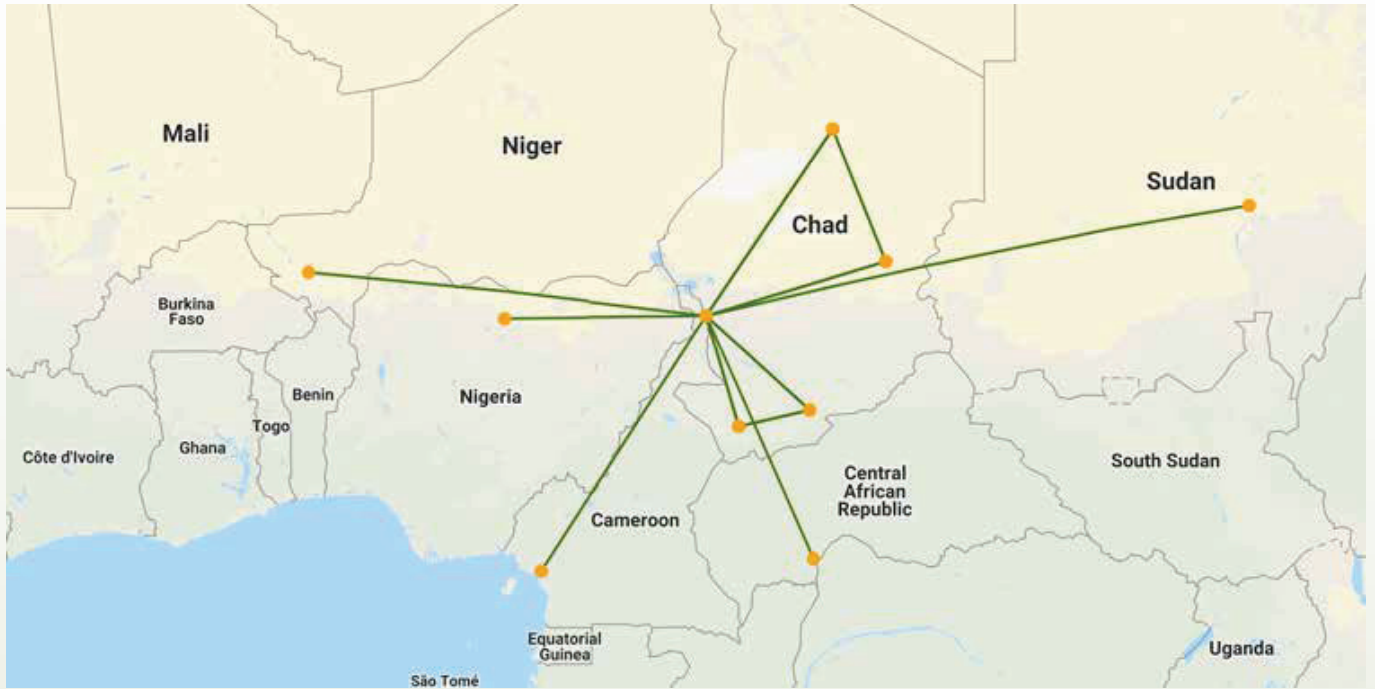 Mali
Niger
Sudan
Chad
Burkina
Faso
Benin
Nigeria
Togo
Ghana
Côte d'Ivoire
South Sudan
Central
African
Republic
Cameroon
Equatorial
Guinea
Uganda
São Tomé